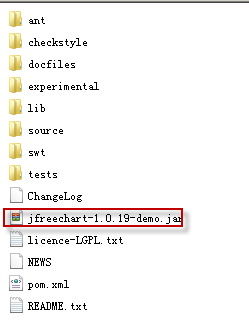 ant
checkstyle
docfiles
experimental
lib
source
swt
tests
ChangeLog
jfreechart-1.0.19-demo.jar
licence-LGPL.txt
NEWS
pom.xml
README.txt